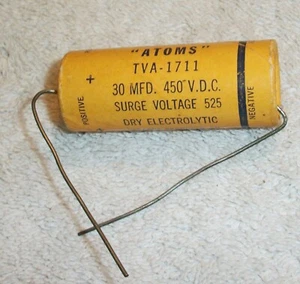 "ATOMS"
TVA-1711
+
30 MFD. 450 V.D.C.
SURGE VOLTAGE 525
DRY ELECTROLYTIC
POSITIVE
NEGATIVE